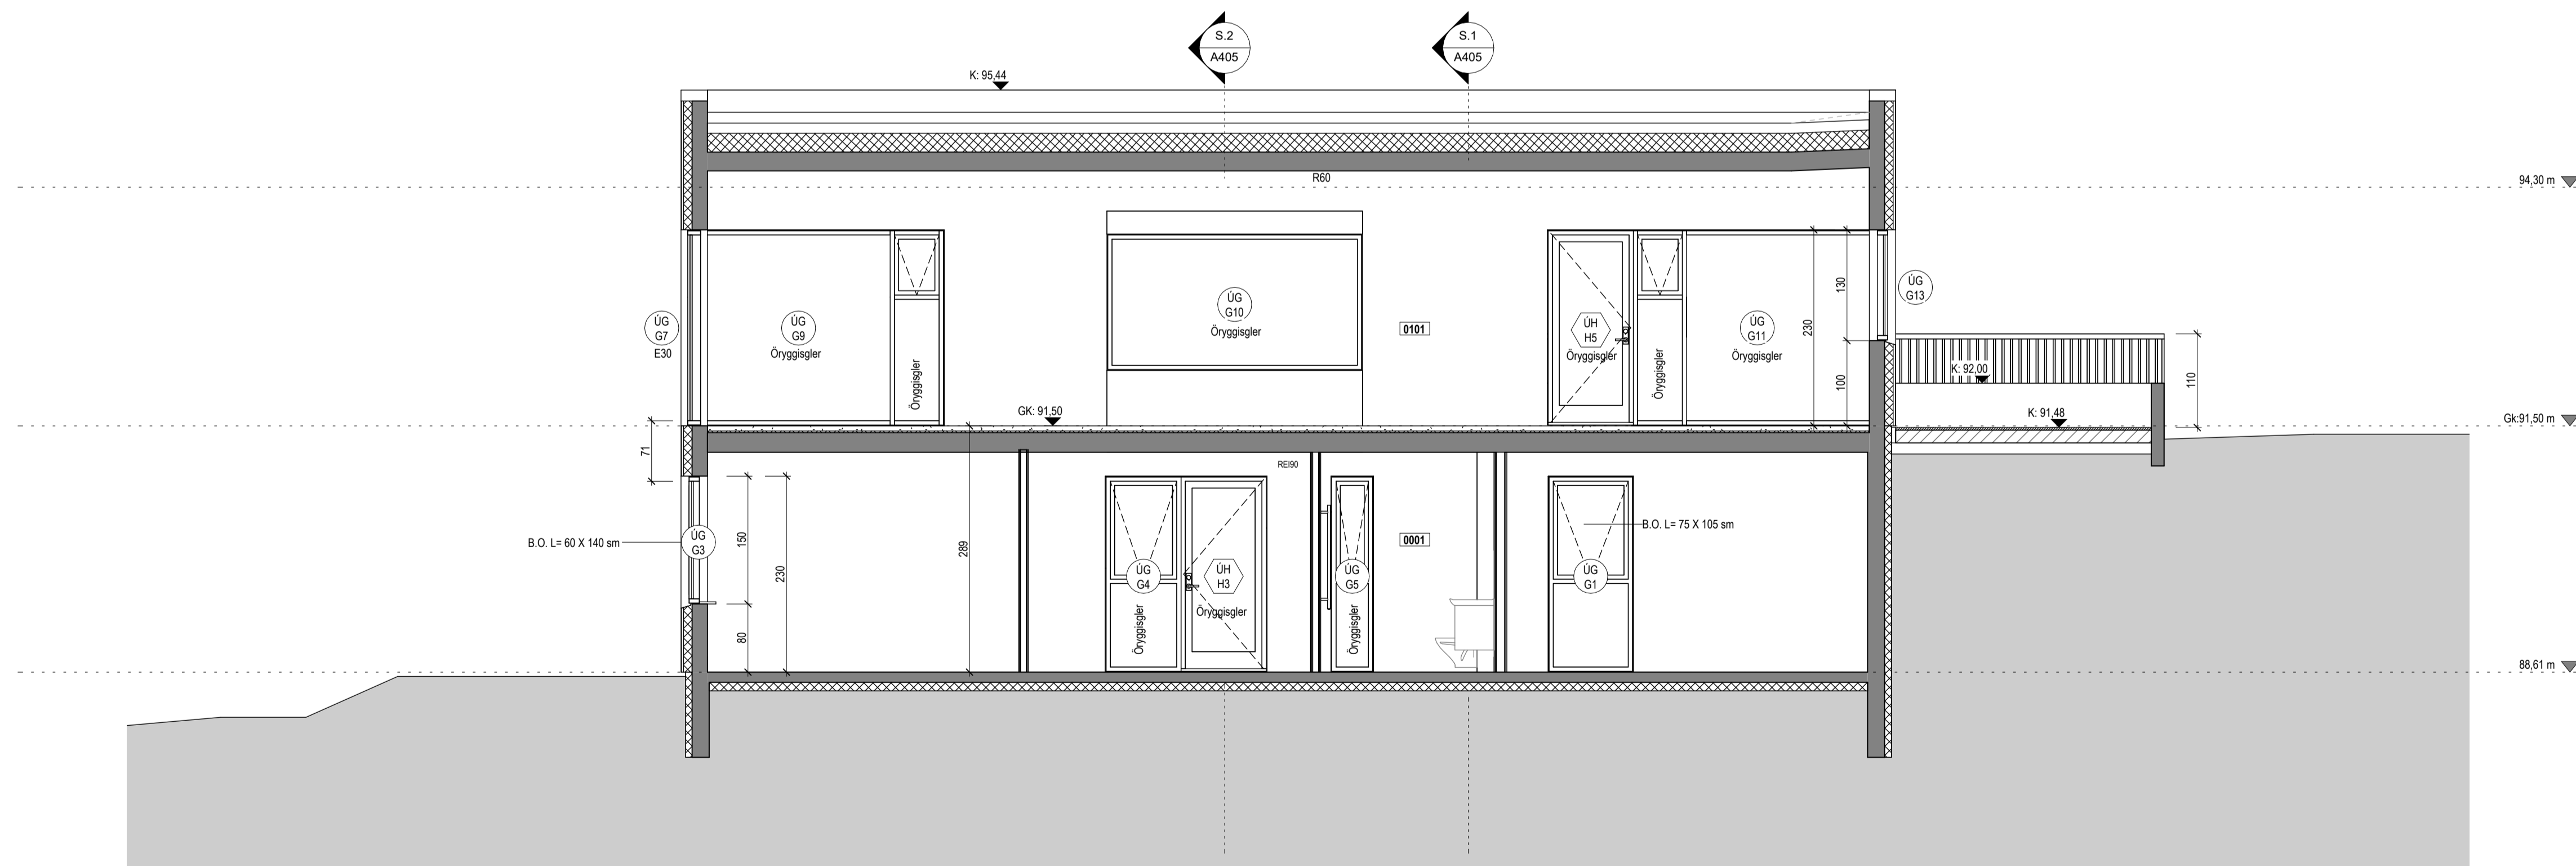 S.2
A405
S.1
A405
K: 95,44
R60
94,30 m
ÚG
G7
E30
ÚG
G9
Öryggisgler
Öryggisgler
ÚG
G10
Öryggisgler
0101
ÚH
H5
Öryggisgler
Öryggisgler
ÚG
G11
Öryggisgler
230
130
100
ÚG
G13
K: 92,00
110
GK: 91,50
K: 91,48
Gk:91,50 m
71
REI90
B.O. L= 60 X 140 sm
ÚG
G3
150
80
230
289
ÚG
G4
Öryggisgler
ÚH
H3
Öryggisgler
ÚG
G5
Öryggisgler
0001
B.O. L= 75 X 105 sm
ÚG
G1
88,61 m